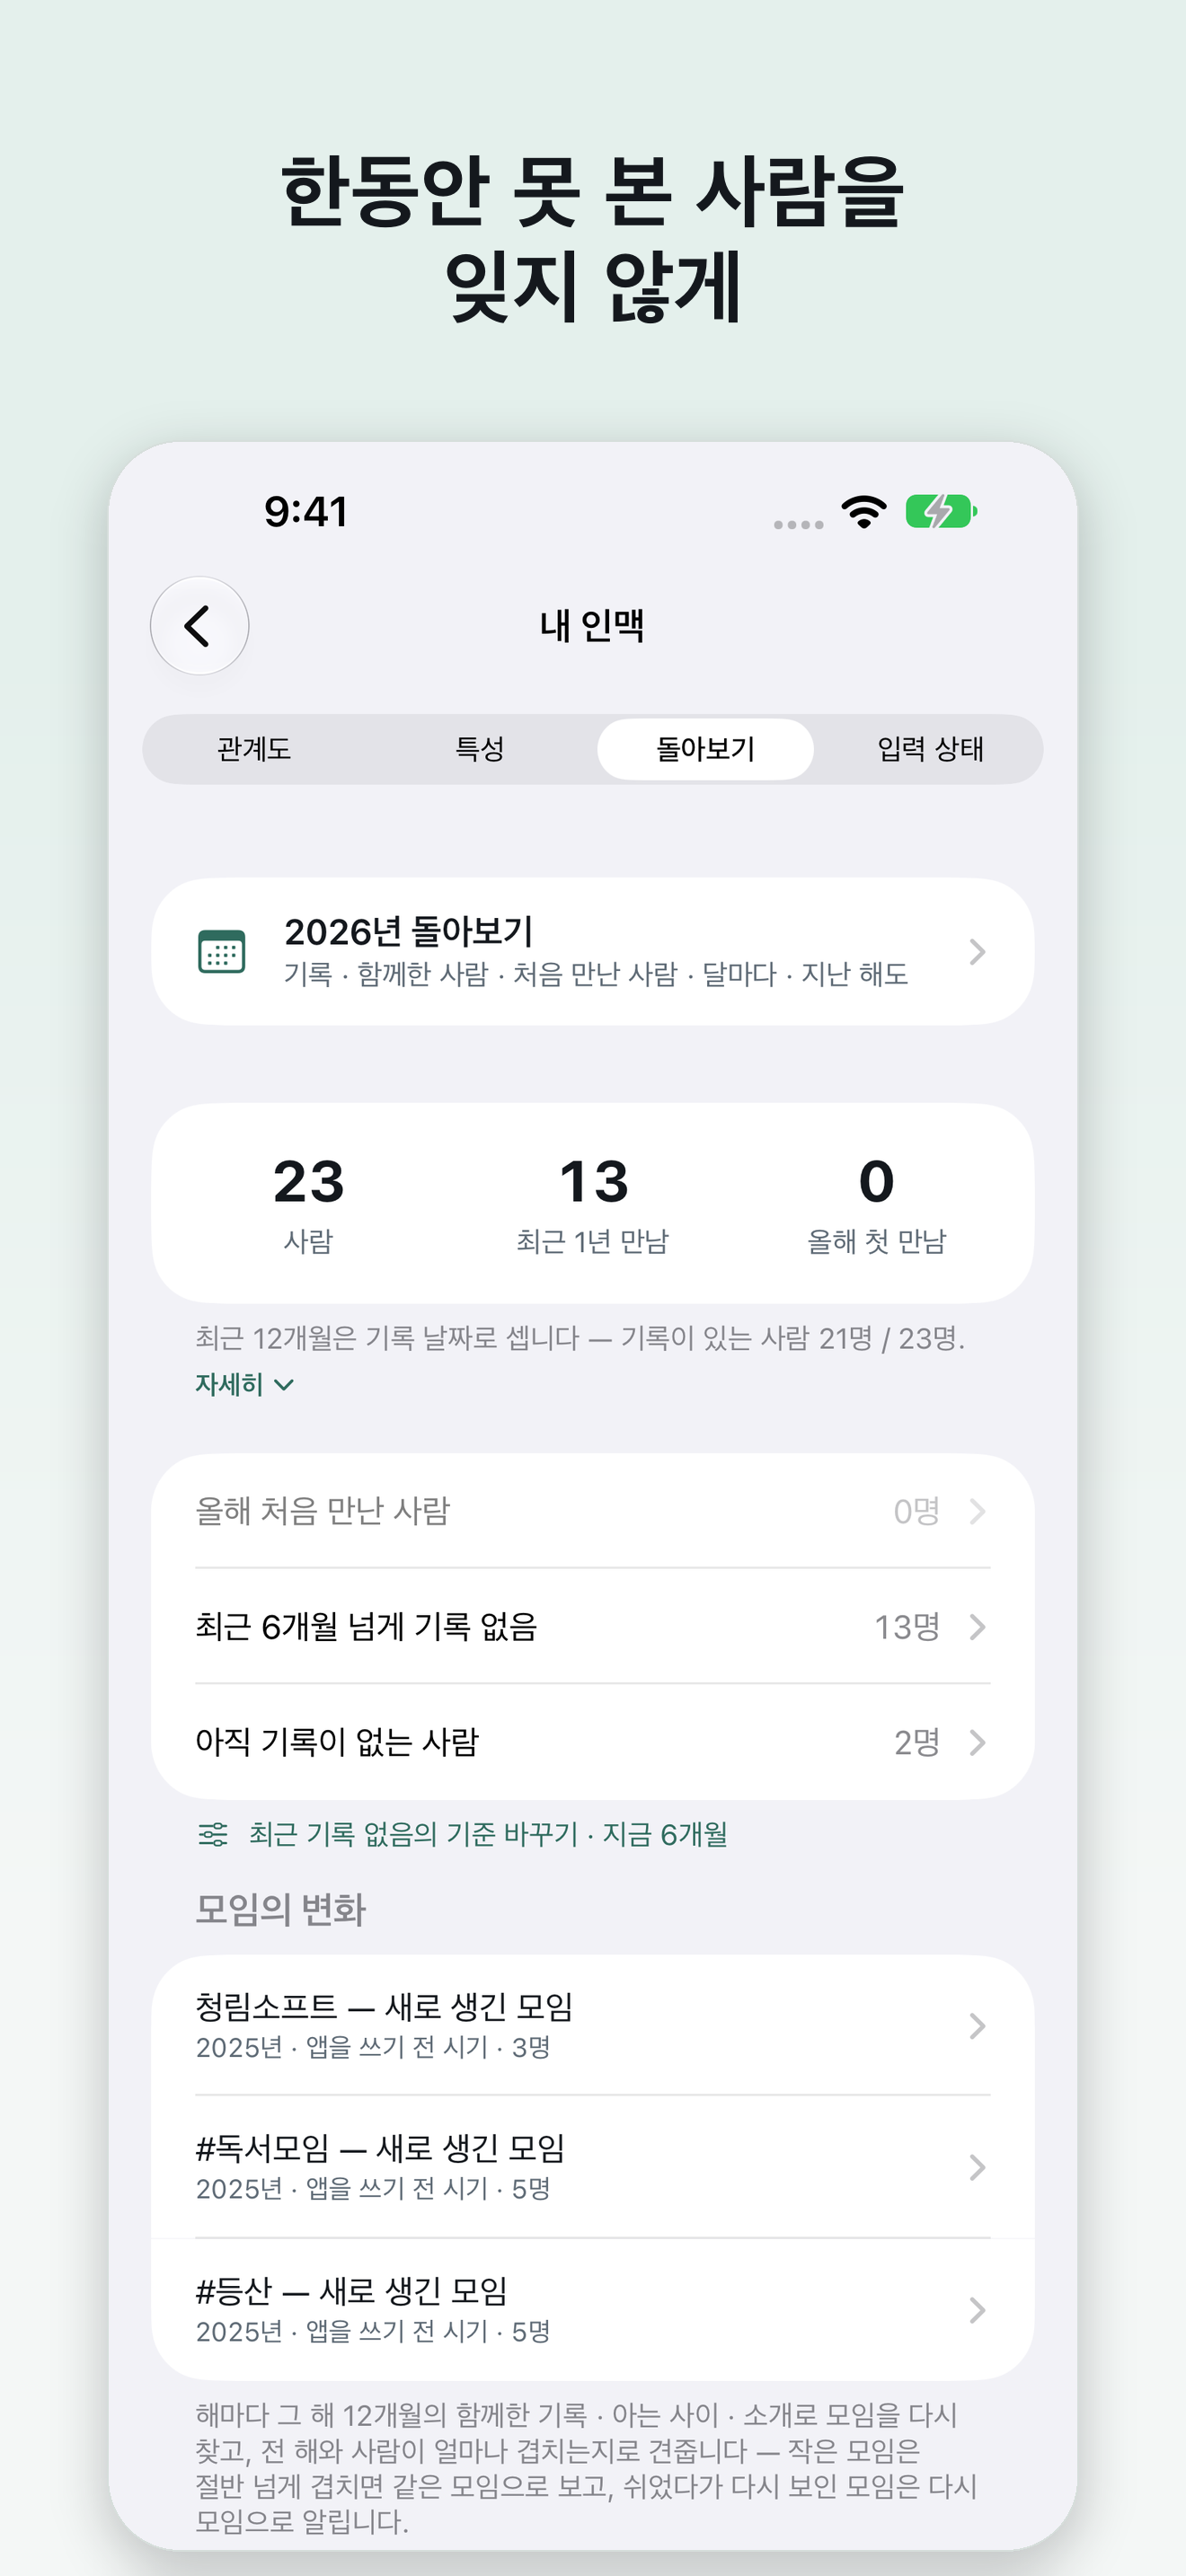 한동안 못 본 사람을
잊지 않게
9:41
내 인맥
관계도
특성
돌아보기
입력 상태
2026년 돌아보기
기록 · 함께한 사람 · 처음 만난 사람 · 달마다 · 지난 해도
23
13
0
사람
최근 1년 만남
올해 첫 만남
최근 12개월은 기록 날짜로 셉니다 — 기록이 있는 사람 21명 / 23명.
자세히
올해 처음 만난 사람 0명
최근 6개월 넘게 기록 없음 13명
아직 기록이 없는 사람 2명
최근 기록 없음의 기준 바꾸기 · 지금 6개월
모임의 변화
청림소프트 — 새로 생긴 모임
2025년 · 앱을 쓰기 전 시기 · 3명
#독서모임 — 새로 생긴 모임
2025년 · 앱을 쓰기 전 시기 · 5명
#등산 — 새로 생긴 모임
2025년 · 앱을 쓰기 전 시기 · 5명
해마다 그 해 12개월의 함께한 기록 · 아는 사이 · 소개로 모임을 다시
찾고, 전 해와 사람이 얼마나 겹치는지로 견줍니다 — 작은 모임은
절반 넘게 겹치면 같은 모임으로 보고, 쉬었다가 다시 보인 모임은 다시
모임으로 알립니다.